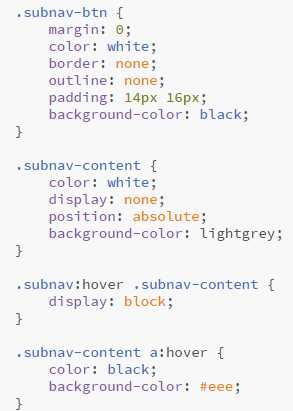 .subnav-btn {
    margin: 0;
    color: white;
    border: none;
    outline: none;
    padding: 14px 16px;
    background-color: black;
}

.subnav-content {
    color: white;
    display: none;
    position: absolute;
    background-color: lightgrey;
}

.subnav:hover .subnav-content {
    display: block;
}

.subnav-content a:hover {
    color: black;
    background-color: #eee;
}